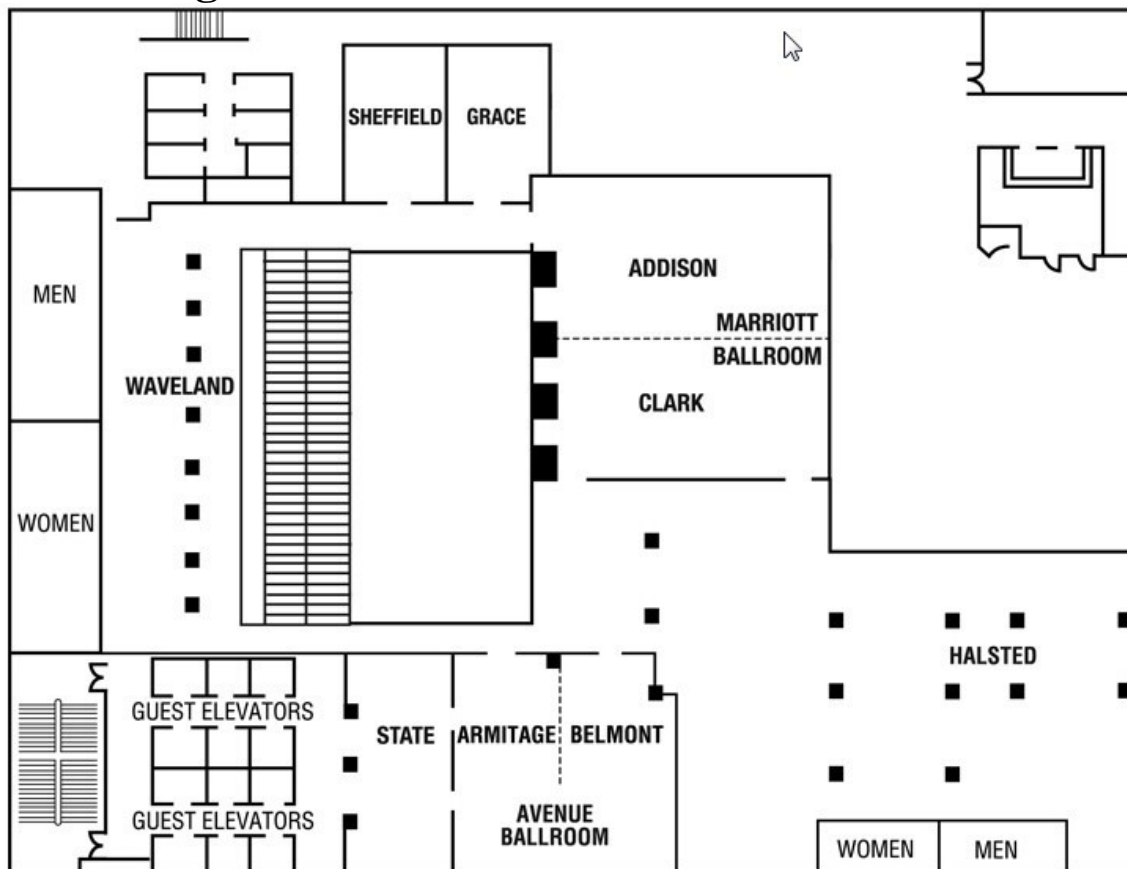 SHEFFIELD
GRACE
ADDISON
MARRIOTT
BALLROOM
CLARK
MEN
WAVELAND
WOMEN
HALSTED
GUEST ELEVATORS
STATE
ARMITAGE
BELMONT
GUEST ELEVATORS
AVENUE
BALLROOM
WOMEN
MEN